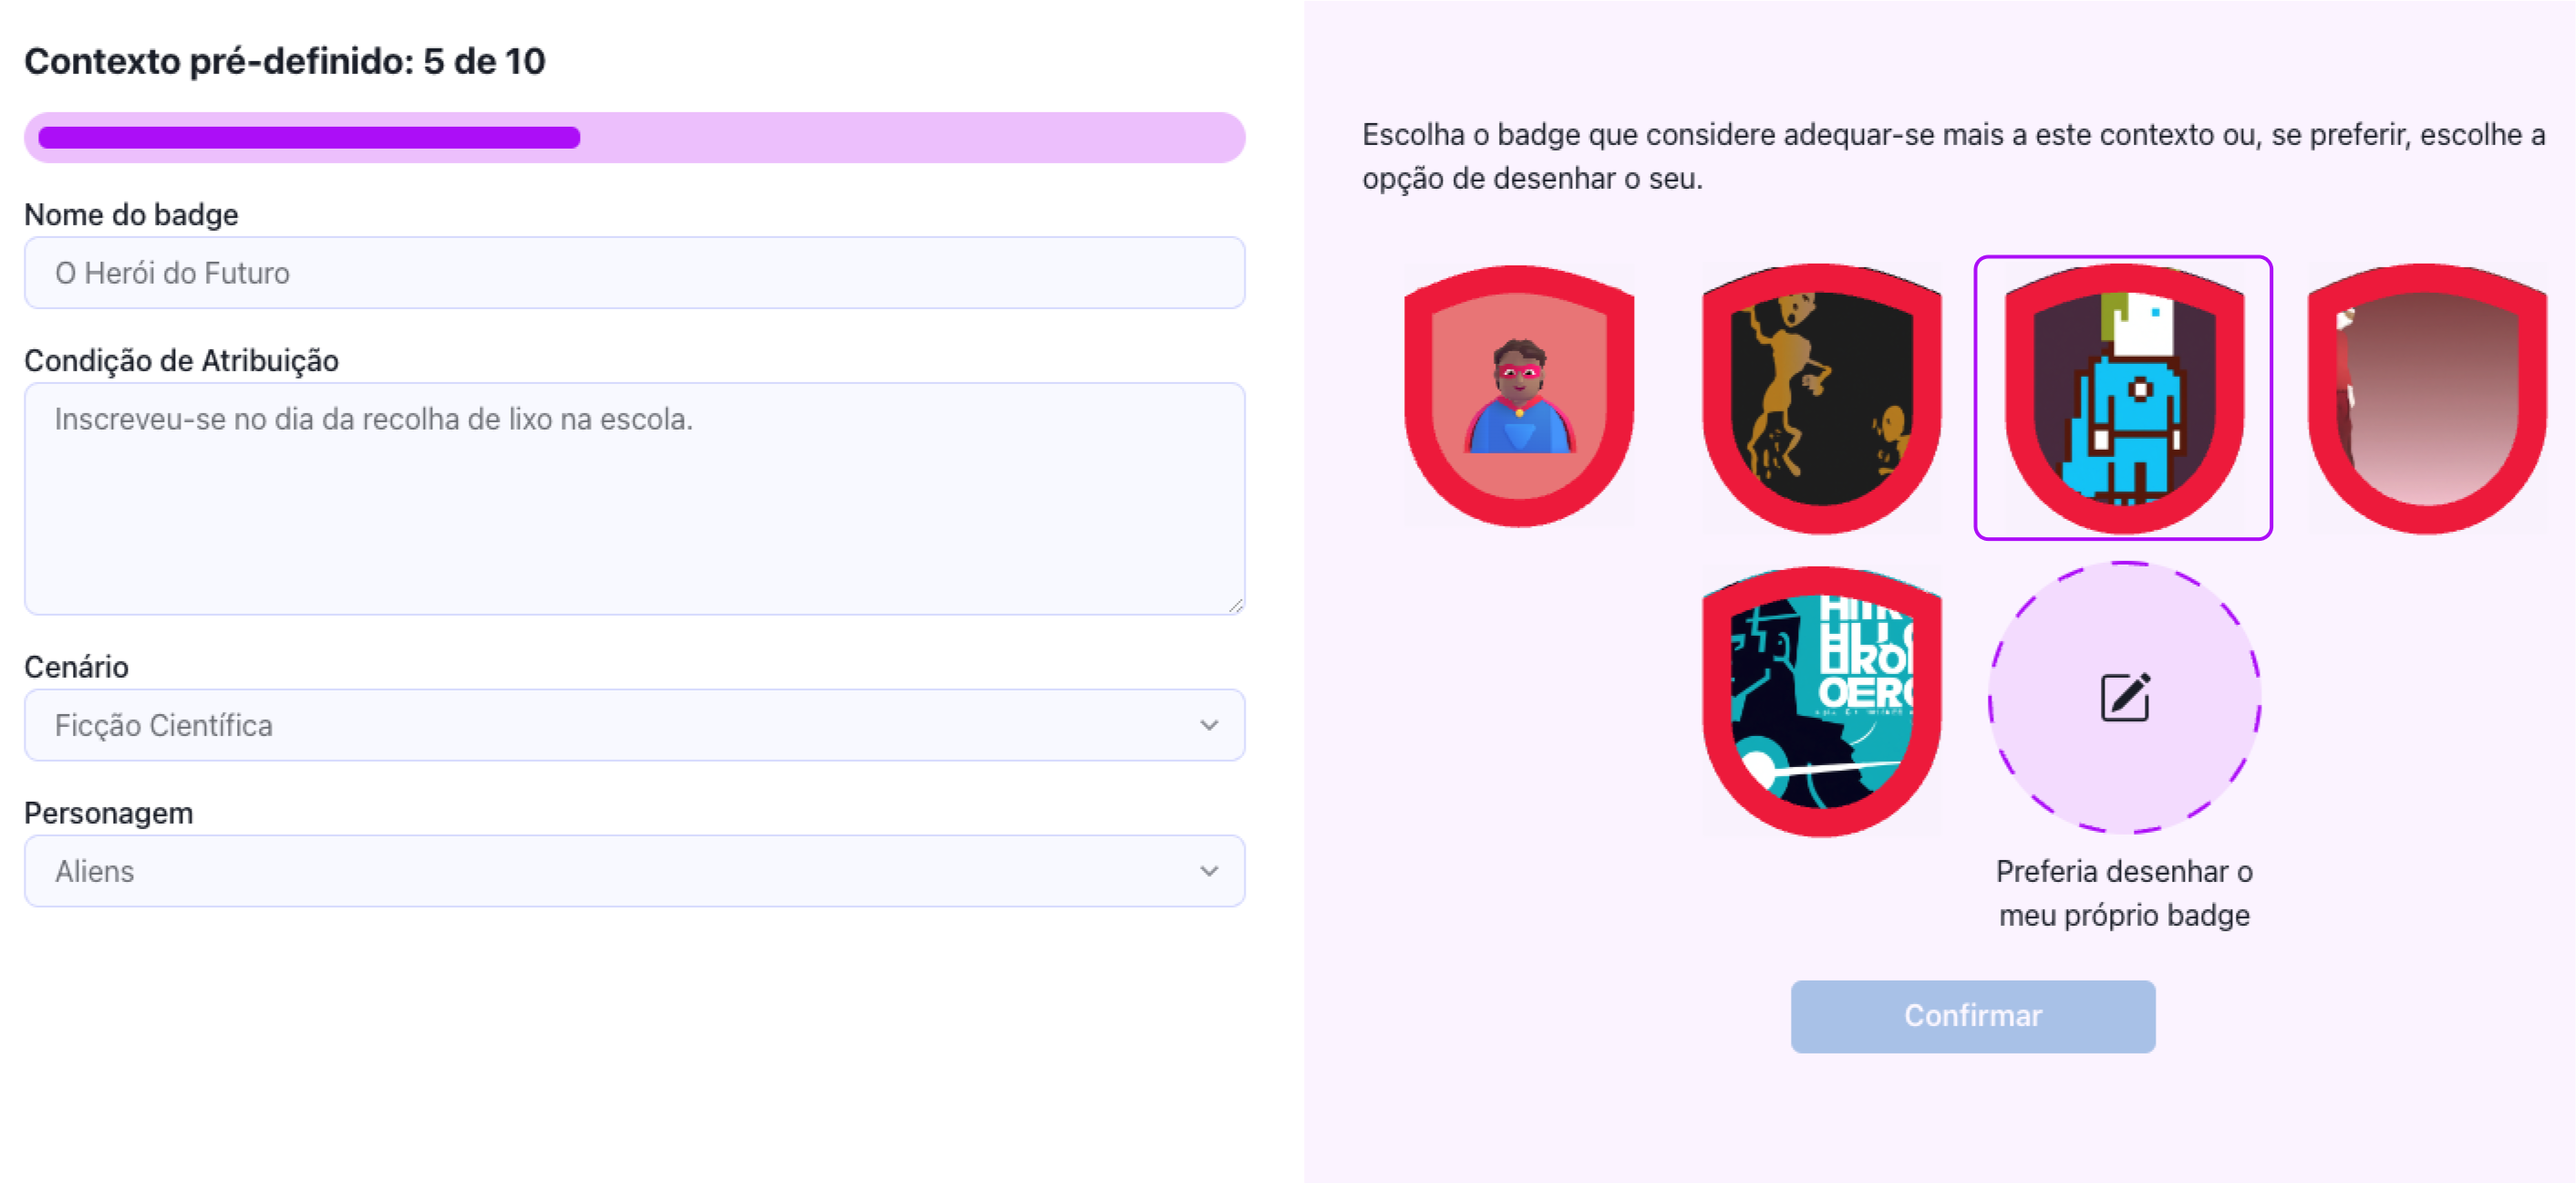 Contexto pré-definido: 5 de 10
Nome do badge
O Herói do Futuro
Condição de Atribuição
Inscreveu-se no dia da recolha de lixo na escola.
Cenário
Ficção Científica
Personagem
Aliens
Escolha o badge que considere adequar-se mais a este contexto ou, se preferir, escolhe a
opção de desenhar o seu.
OERO
Preferia desenhar o
meu próprio badge
Confirmar